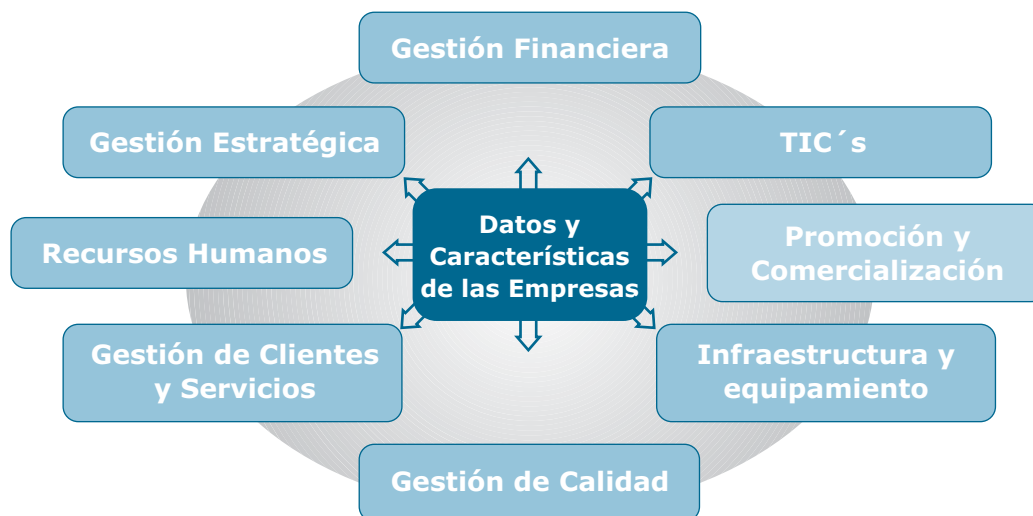 Gestión Financiera
Gestión Estratégica
TIC´s
Datos y
Características
de las Empresas
Recursos Humanos
Promoción y
Comercialización
Gestión de Clientes
y Servicios
Infraestructura y
equipamiento
Gestión de Calidad